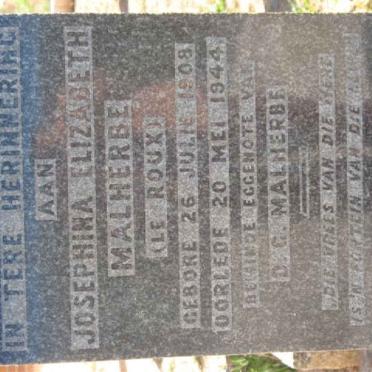 IN TERE HERINNERING
AAN
JOSEPHINA ELIZABETH
MALHERBE
(LE ROUX)
GEBORE 26 JULIE 1908
OORLEDE 20 MEI 1944
BEMINDE EGGENOTE VAN
D. G. MALHERBE
DIE VREES VAN DIE HERE
IS 'N FONTEIN VAN DIE